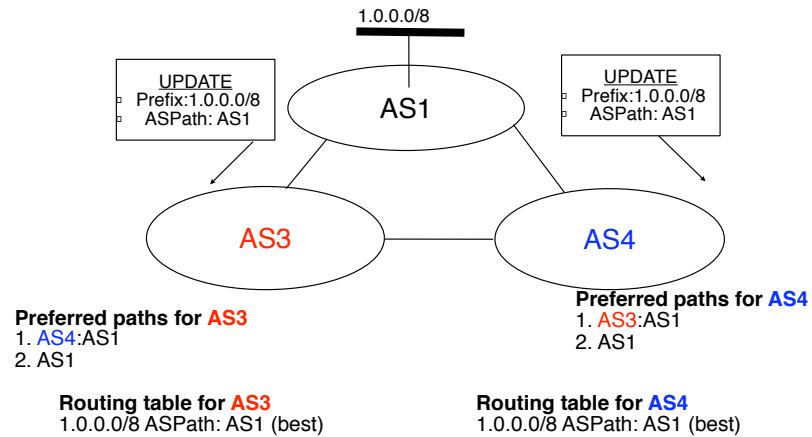 1.0.0.0/8
UPDATE
Prefix:1.0.0.0/8
ASPath: AS1
UPDATE
Prefix:1.0.0.0/8
ASPath: AS1
AS1
AS3
AS4
Preferred paths for AS3
1. AS4:AS1
2. AS1
Preferred paths for AS4
1. AS3:AS1
2. AS1
Routing table for AS3
1.0.0.0/8 ASPath: AS1 (best)
Routing table for AS4
1.0.0.0/8 ASPath: AS1 (best)